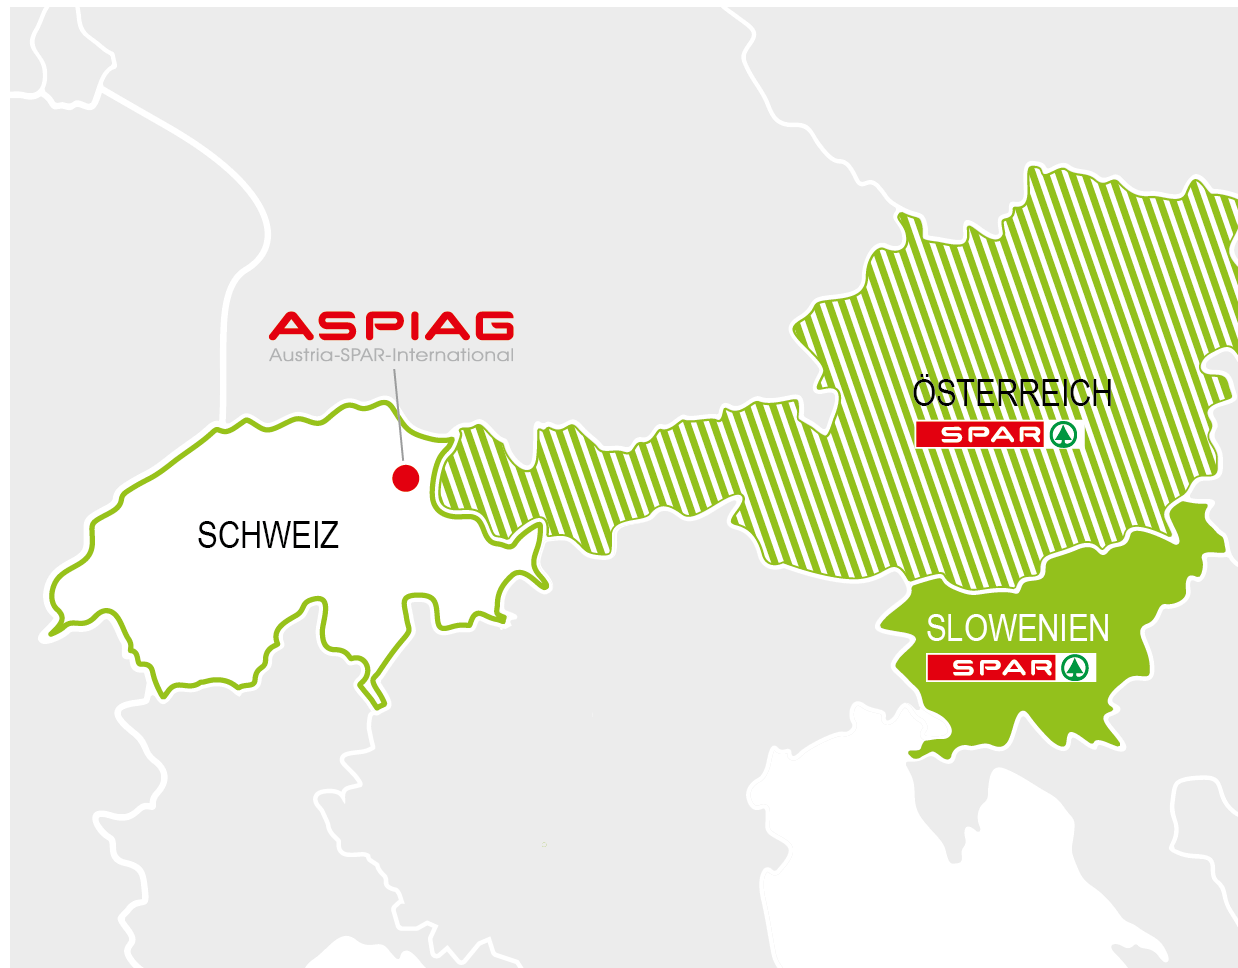 ASPIAG
Austria-SPAR-International
ÖSTERREICH
SPAR
SCHWEIZ
SLOWENIEN
SPAR